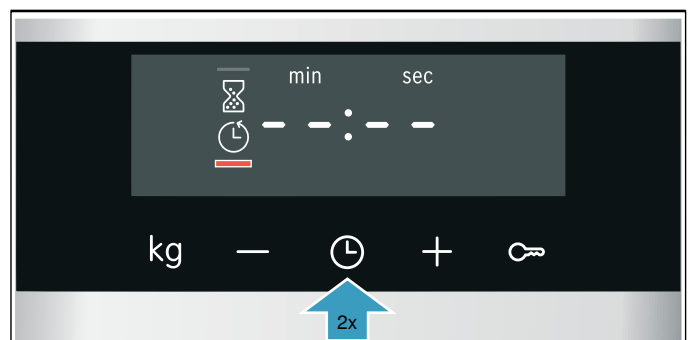 min sec
– –:– –
kg – +
2x